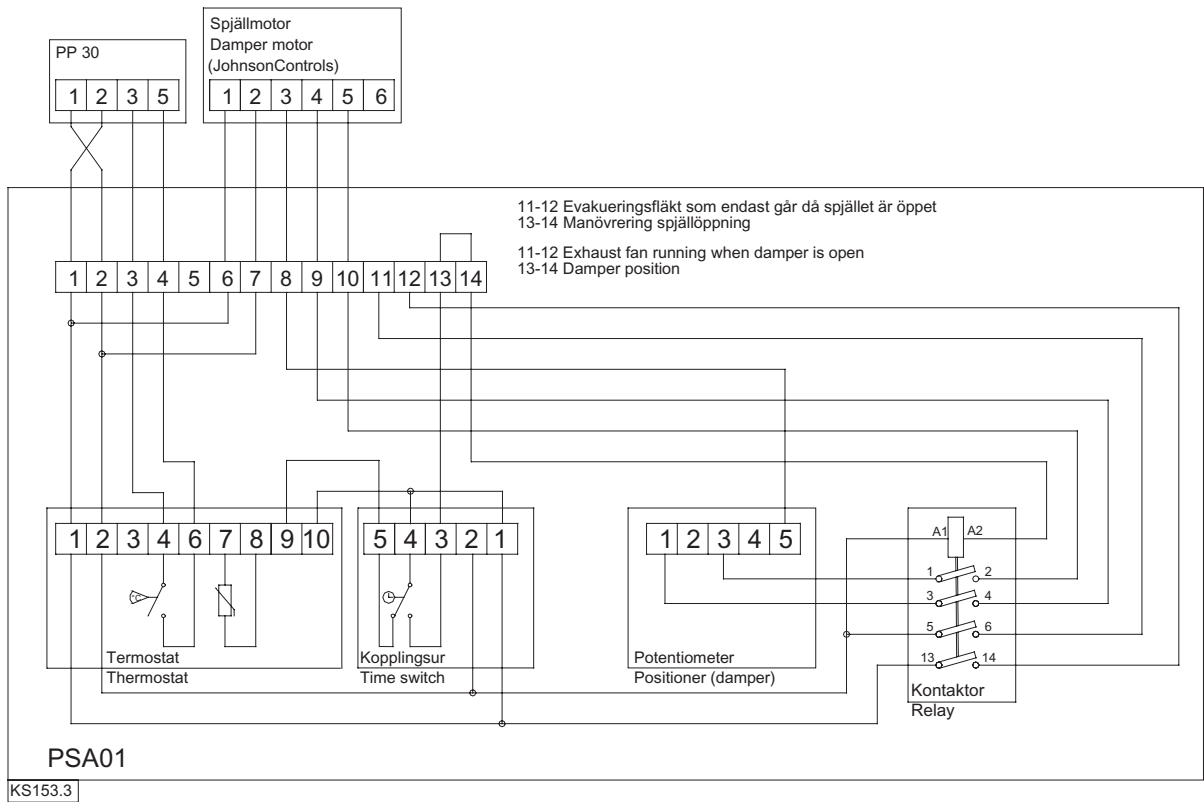 Spjällmotor
Damper motor
(JohnsonControls)
PP 30
1 2 3 5
1 2 3 4 5 6
11-12 Evakueringsfläkt som endast går då spjället är öppet
13-14 Manövrering spjällöppning
11-12 Exhaust fan running when damper is open
13-14 Damper position
1 2 3 4 5 6 7 8 9 10 11 12 13 14
1 2 3 4 6 7 8 9 10
5 4 3 2 1
1 2 3 4 5
A1 A2
1 2
3 4
5 6
13 14
°C
Termostat
Thermostat
Kopplingsur
Time switch
Potentiometer
Positioner (damper)
Kontaktor
Relay
PSA01
KS153.3